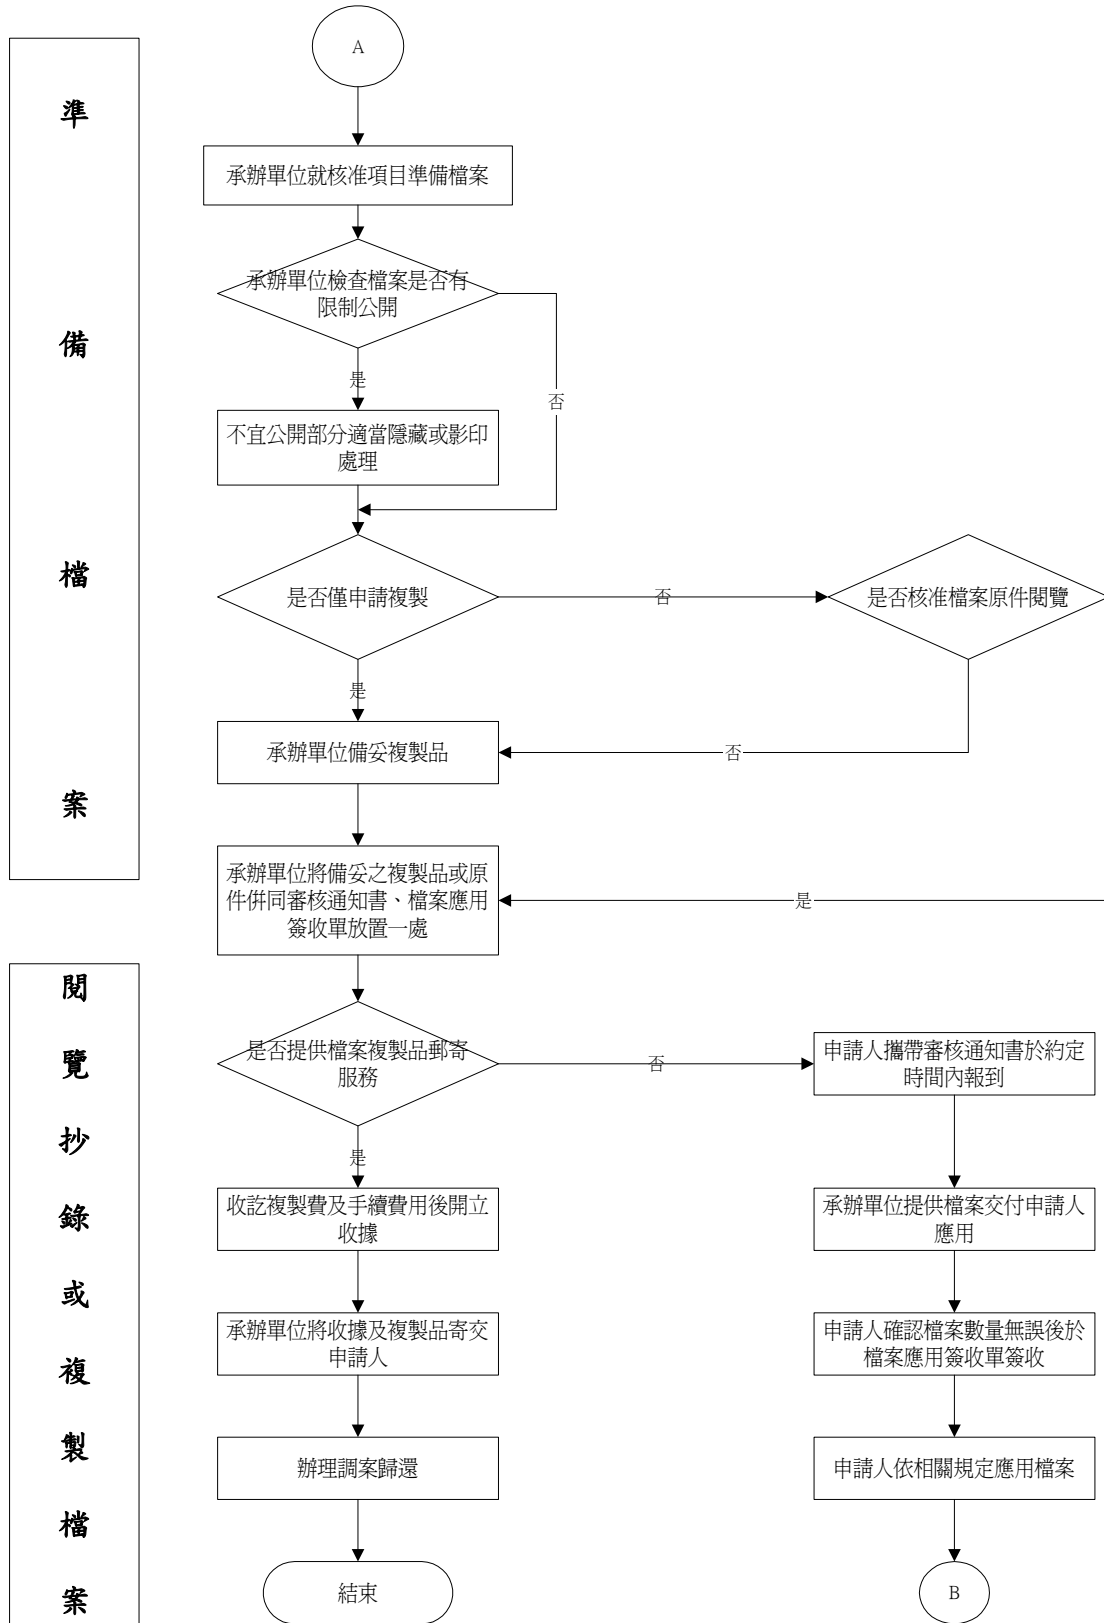 A
準備檔案
承辦單位就核准項目準備檔案
承辦單位檢查檔案是否有
限制公開
是
否
不宜公開部分適當隱藏或影印
處理
是否僅申請複製
否
是否核准檔案原件閱覽
是
承辦單位備妥複製品
否
承辦單位將備妥之複製品或原
件併同審核通知書、檔案應用
簽收單放置一處
是
閱覽抄錄或複製檔案
是否提供檔案複製品郵寄
服務
否
申請人攜帶審核通知書於約定
時間內報到
是
收訖複製費及手續費用後開立
收據
承辦單位提供檔案交付申請人
應用
承辦單位將收據及複製品寄交
申請人
申請人確認檔案數量無誤後於
檔案應用簽收單簽收
辦理調案歸還
申請人依相關規定應用檔案
結束
B